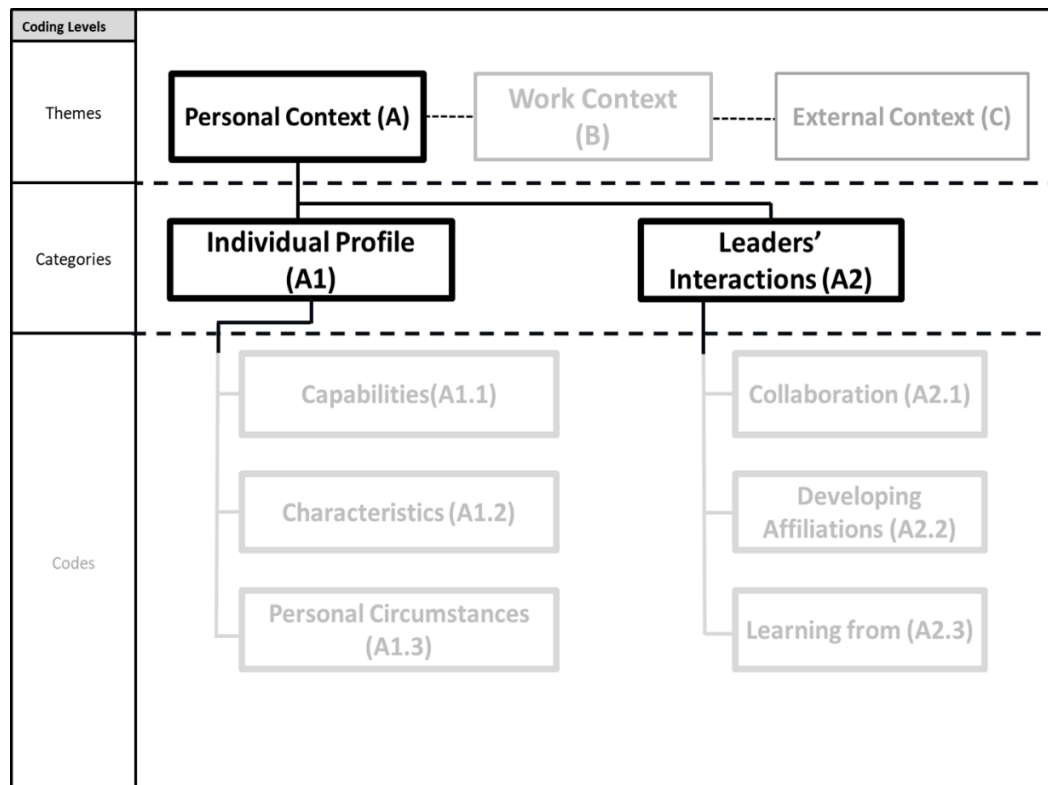 Coding Levels
Themes
Personal Context (A)
Work Context
(B)
External Context (C)
Categories
Individual Profile
(A1)
Leaders'
Interactions (A2)
Codes
Capabilities(A1.1)
Collaboration (A2.1)
Characteristics (A1.2)
Developing
Affiliations (A2.2)
Personal Circumstances
(A1.3)
Learning from (A2.3)